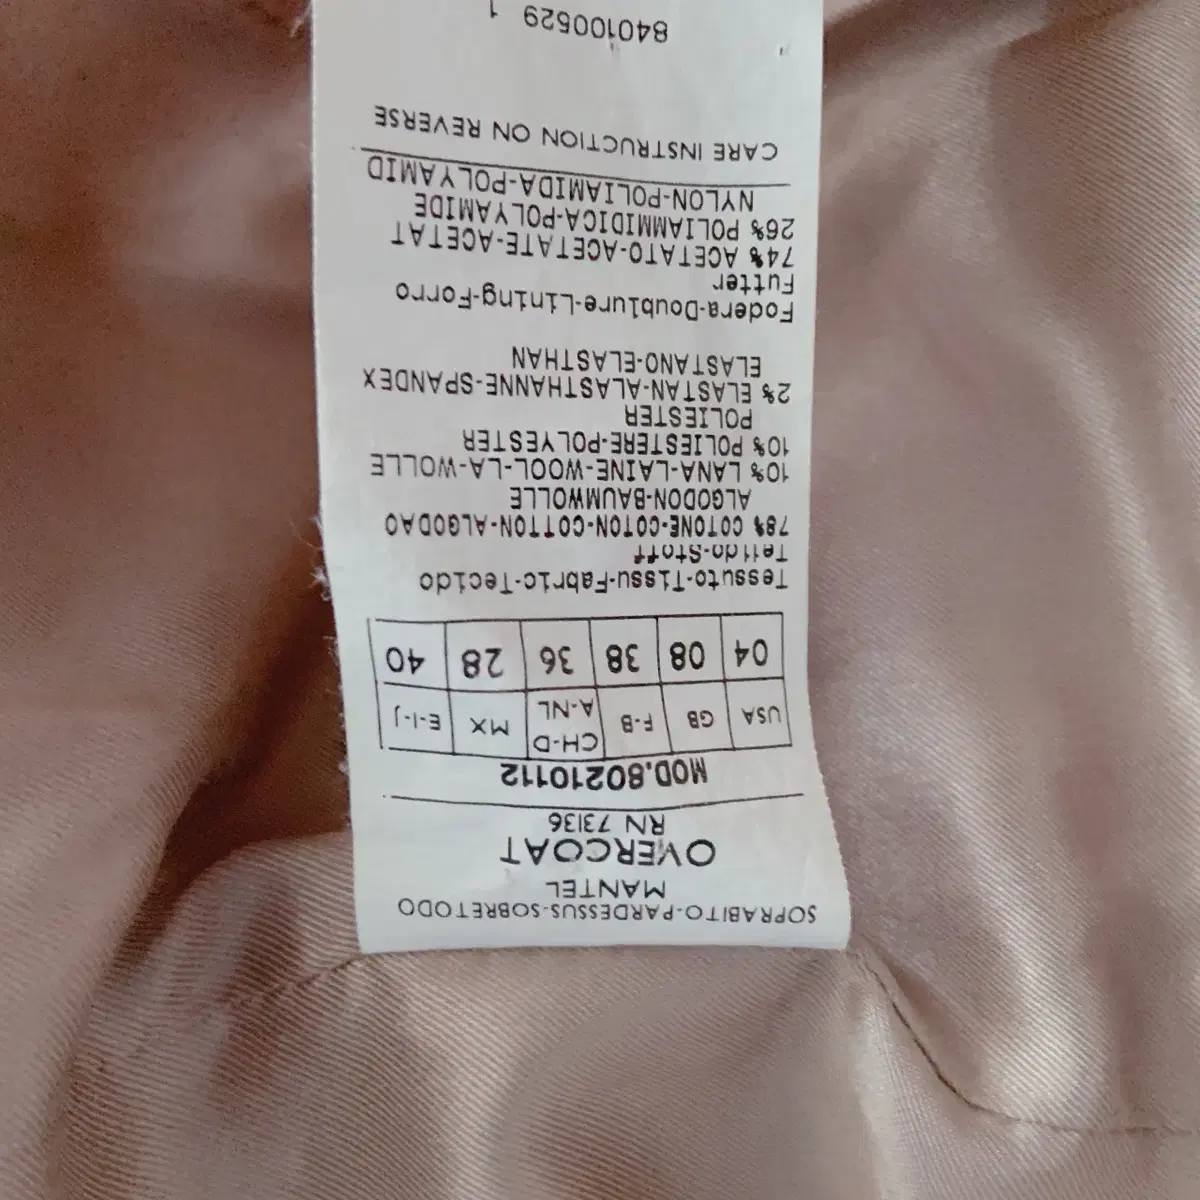 SOPRABITO-PARDESSUS-SOBRETODO
MANTEL
OVERCOAT
RN 73136
MOD.80210112
USA GB F-B CH-D A-NL MX E-I-J
04 08 38 36 28 40
Tessuto-Tissu-Fabric-Tecido
Teiido-Stoff
78% COTONE-COTON-COTTON-ALGODAO
ALGODON-BAUMWOLLE
10% LANA-LAINE-WOOL-LA-WOLLE
10% POLIESTERE-POLYESTER
POLIESTER
2% ELASTAN-ALASTHANNE-SPANDEX
ELASTANO-ELASTHAN
Fodera-Doublure-Lining-Forro
Futter
74% ACETATO-ACETATE-ACETAT
26% POLIAMMIDICA-POLYAMIDE
NYLON-POLIAMIDA-POLYAMID
CARE INSTRUCTION ON REVERSE
840100529 1